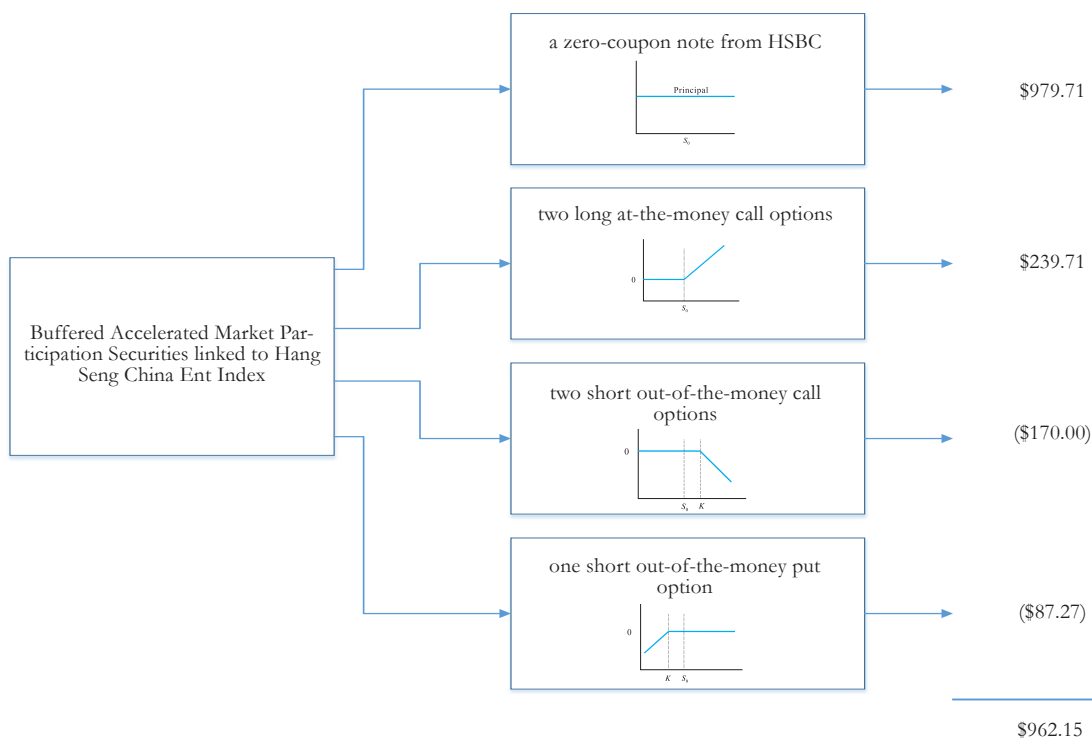 a zero-coupon note from HSBC
Principal
S₀
$979.71
two long at-the-money call options
0
S₀
$239.71
Buffered Accelerated Market Par-
ticipation Securities linked to Hang
Seng China Ent Index
two short out-of-the-money call
options
0
S₀ K
($170.00)
one short out-of-the-money put
option
0
K S₀
($87.27)
$962.15